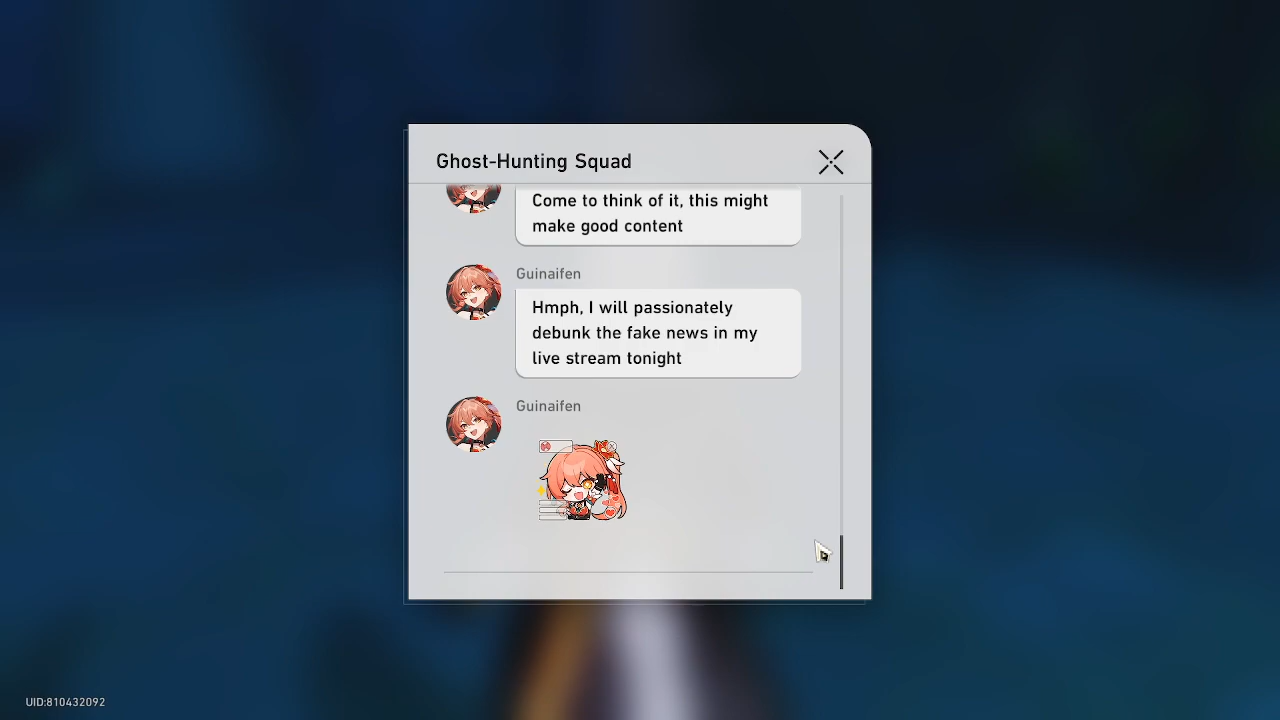 Ghost-Hunting Squad
Come to think of it, this might
make good content
Guinaifen
Hmph, I will passionately
debunk the fake news in my
live stream tonight
Guinaifen
UID:810432092